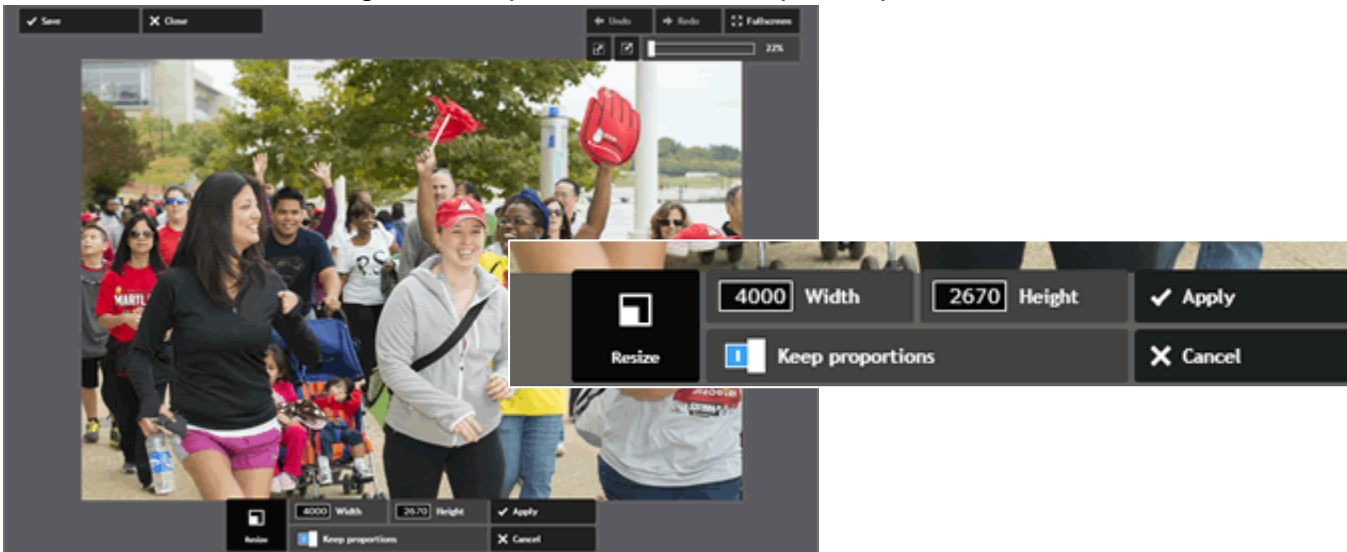 Save
Close
Undo
Redo
Fullscreen
22%
P.S.
4000 Width
2670 Height
Apply
Resize
Keep proportions
Cancel
4000 Width
2670 Height
Apply
Resize
Keep proportions
Cancel